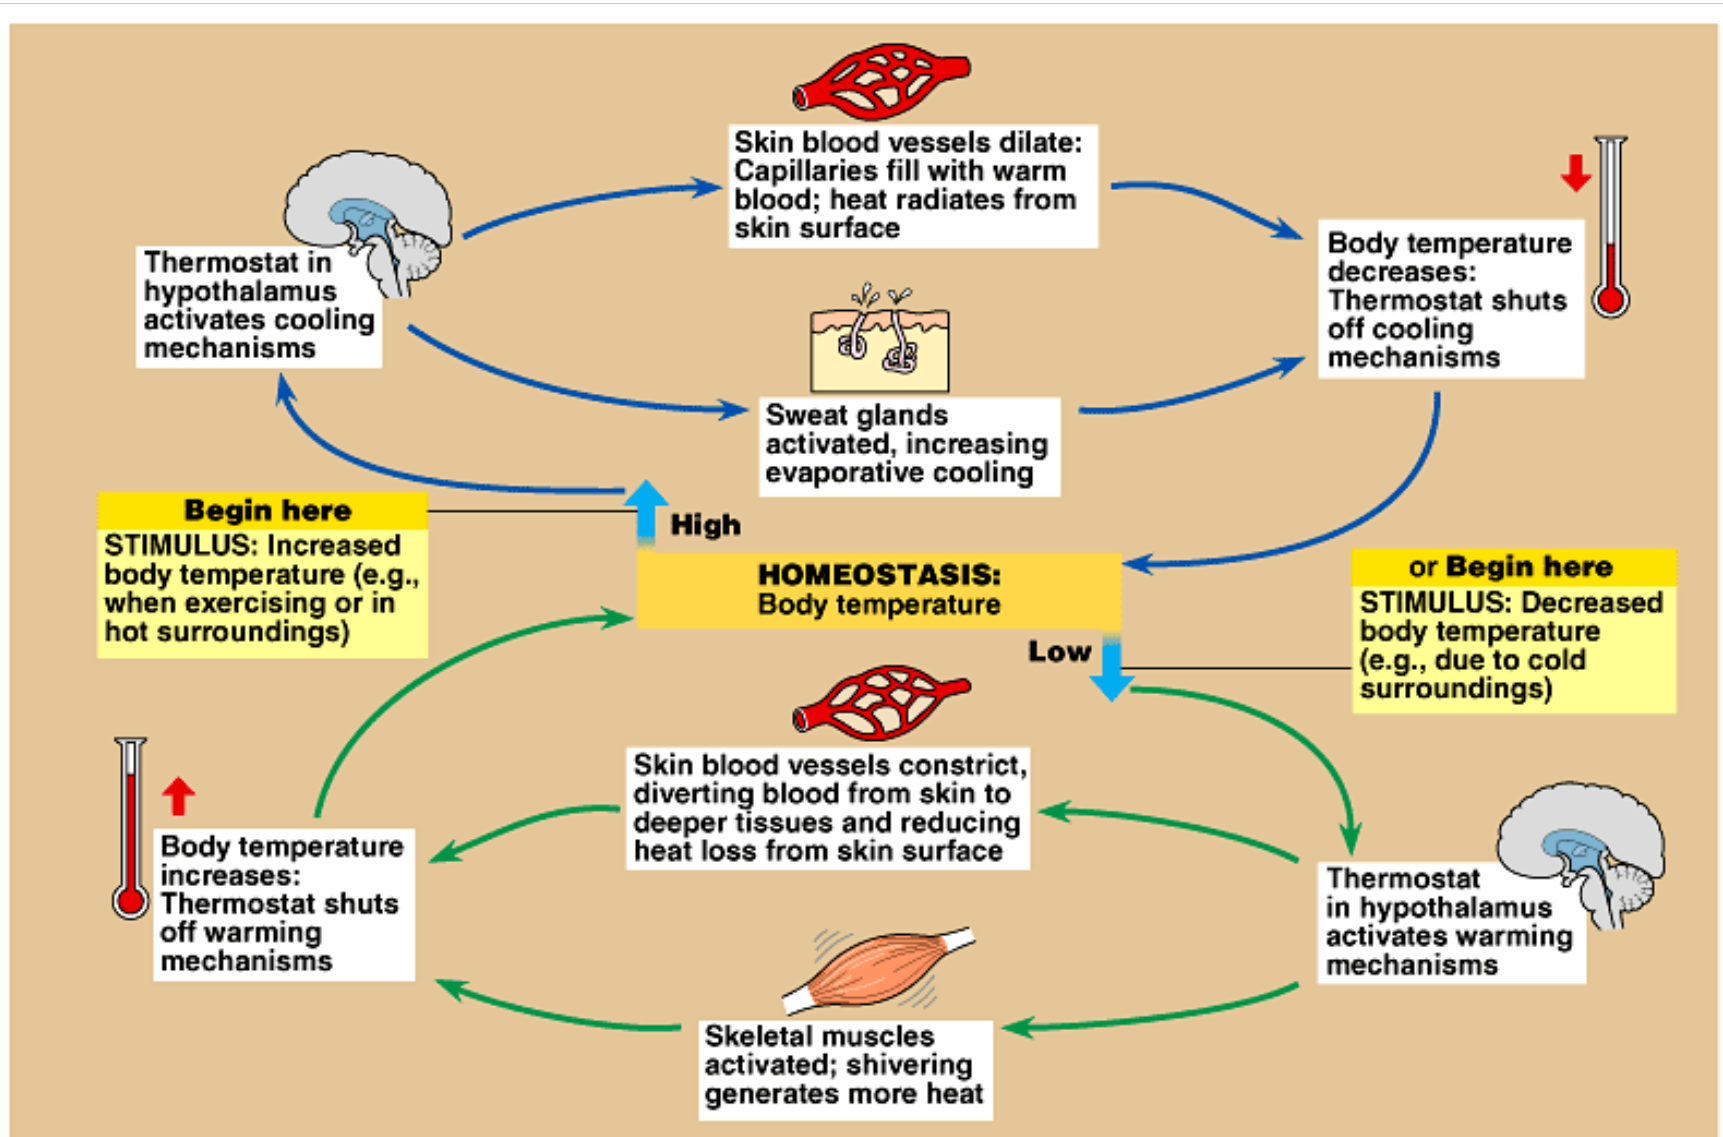 Skin blood vessels dilate:
Capillaries fill with warm
blood; heat radiates from
skin surface
Thermostat in
hypothalamus
activates cooling
mechanisms
Body temperature
decreases:
Thermostat shuts
off cooling
mechanisms
Sweat glands
activated, increasing
evaporative cooling
Begin here
STIMULUS: Increased
body temperature (e.g.,
when exercising or in
hot surroundings)
High
HOMEOSTASIS:
Body temperature
Low
or Begin here
STIMULUS: Decreased
body temperature
(e.g., due to cold
surroundings)
Skin blood vessels constrict,
diverting blood from skin to
deeper tissues and reducing
heat loss from skin surface
Body temperature
increases:
Thermostat shuts
off warming
mechanisms
Thermostat
in hypothalamus
activates warming
mechanisms
Skeletal muscles
activated; shivering
generates more heat